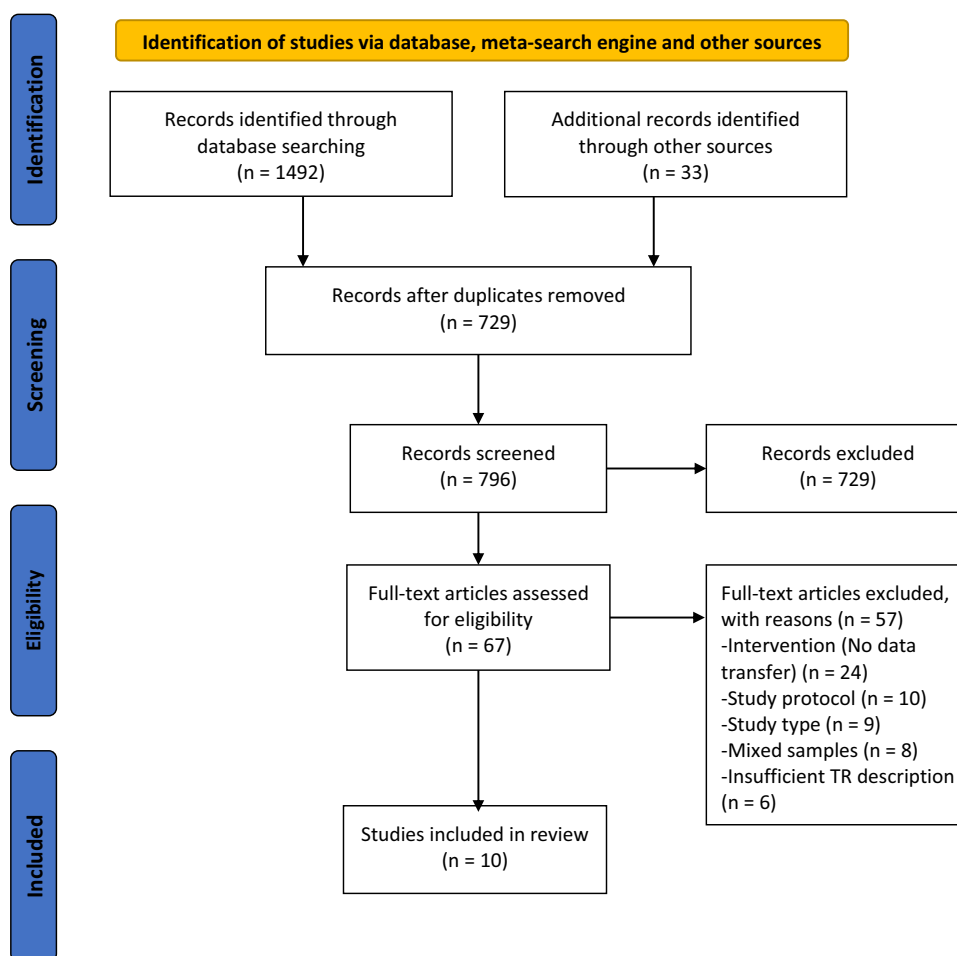 Identification of studies via database, meta-search engine and other sources
Identification
Records identified through
database searching
(n = 1492)
Additional records identified
through other sources
(n = 33)
Screening
Records after duplicates removed
(n = 729)
Records screened
(n = 796)
Records excluded
(n = 729)
Eligibility
Full-text articles assessed
for eligibility
(n = 67)
Full-text articles excluded,
with reasons (n = 57)
-Intervention (No data
transfer) (n = 24)
-Study protocol (n = 10)
-Study type (n = 9)
-Mixed samples (n = 8)
-Insufficient TR description
(n = 6)
Included
Studies included in review
(n = 10)